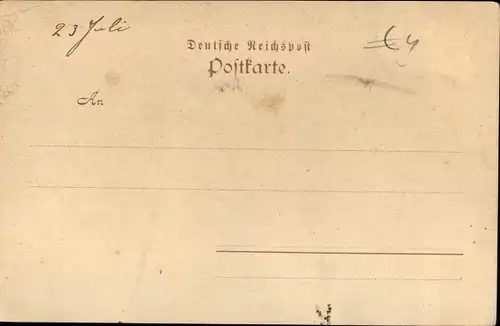 23 Juli
Deutsche Reichspost
Postkarte.
An